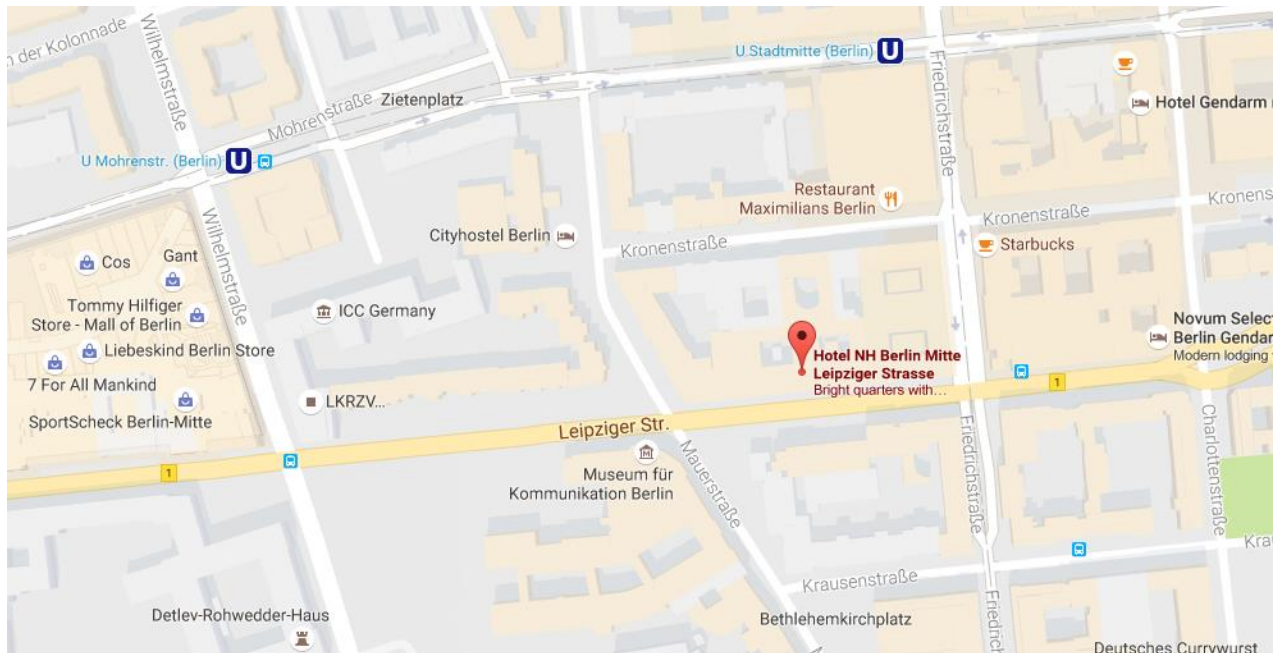 n der Kolonnade
Wilhelmstraße
U Stadtmitte (Berlin) U
Friedrichstraße
Zietenplatz
Mohrenstraße
Hotel Gendarm
U Mohrenstr. (Berlin) U
Restaurant
Maximilians Berlin
Kronenstraße
Kronens
Wilhelmstraße
Cityhostel Berlin
Kronenstraße
Starbucks
Cos
Gant
Tommy Hilfiger
Store - Mall of Berlin
ICC Germany
Liebeskind Berlin Store
7 For All Mankind
SportScheck Berlin-Mitte
LKRZV...
Hotel NH Berlin Mitte
Leipziger Strasse
Bright quarters with...
Novum Select
Berlin Gendar
Modern lodging
1
Leipziger Str.
1
Museum für
Kommunikation Berlin
Mauerstraße
Friedrichstraße
Charlottenstraße
Krausenstraße
Krau
Detlev-Rohwedder-Haus
Bethlehemkirchplatz
Friedrich
M
Deutsches Currywurst